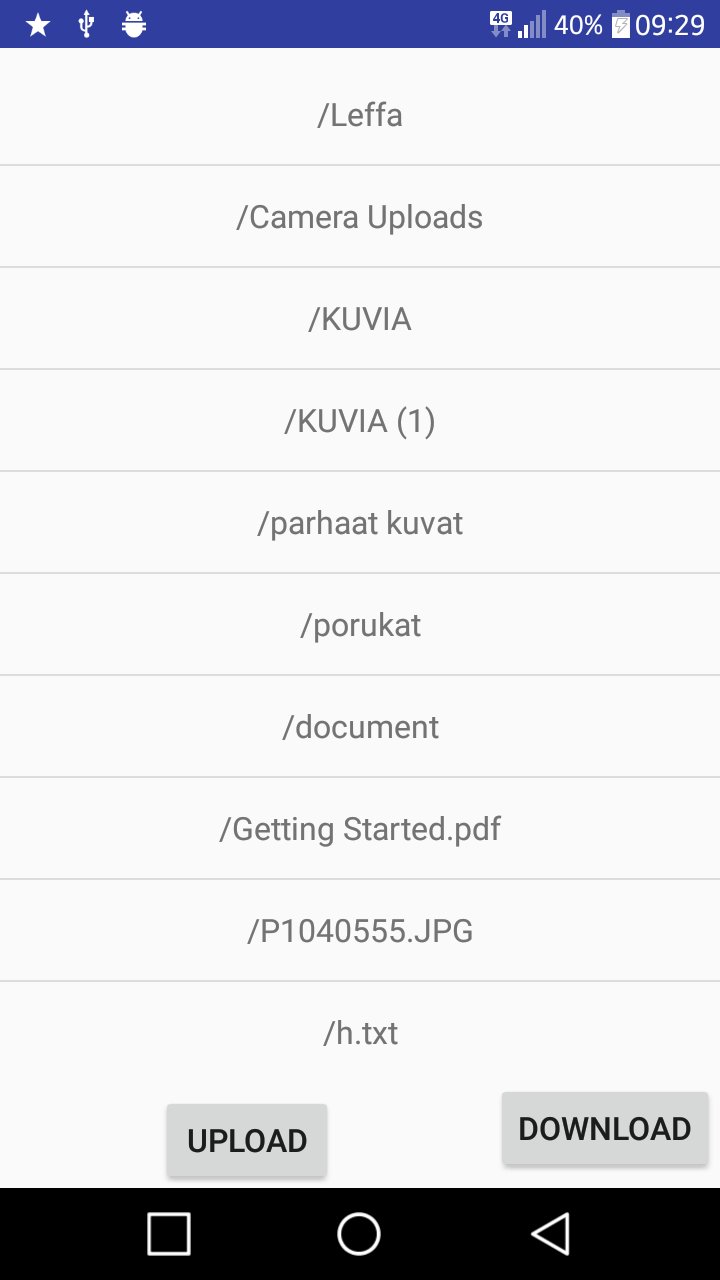 4G 40% 09:29
/Leffa
/Camera Uploads
/KUVIA
/KUVIA (1)
/parhaat kuvat
/porukat
/document
/Getting Started.pdf
/P1040555.JPG
/h.txt
UPLOAD DOWNLOAD